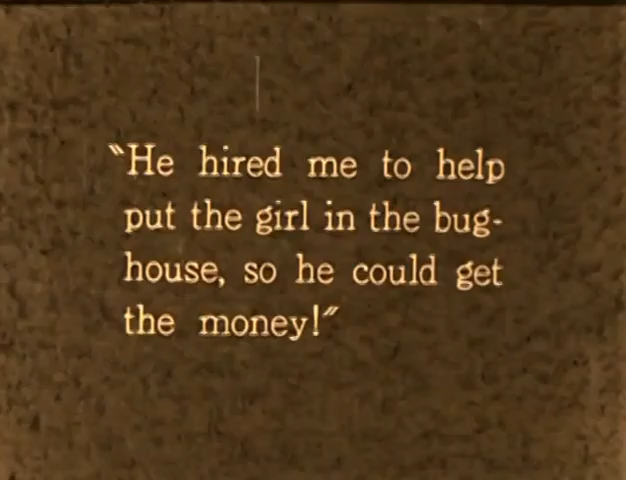 "He hired me to help
put the girl in the bug-
house, so he could get
the money!"